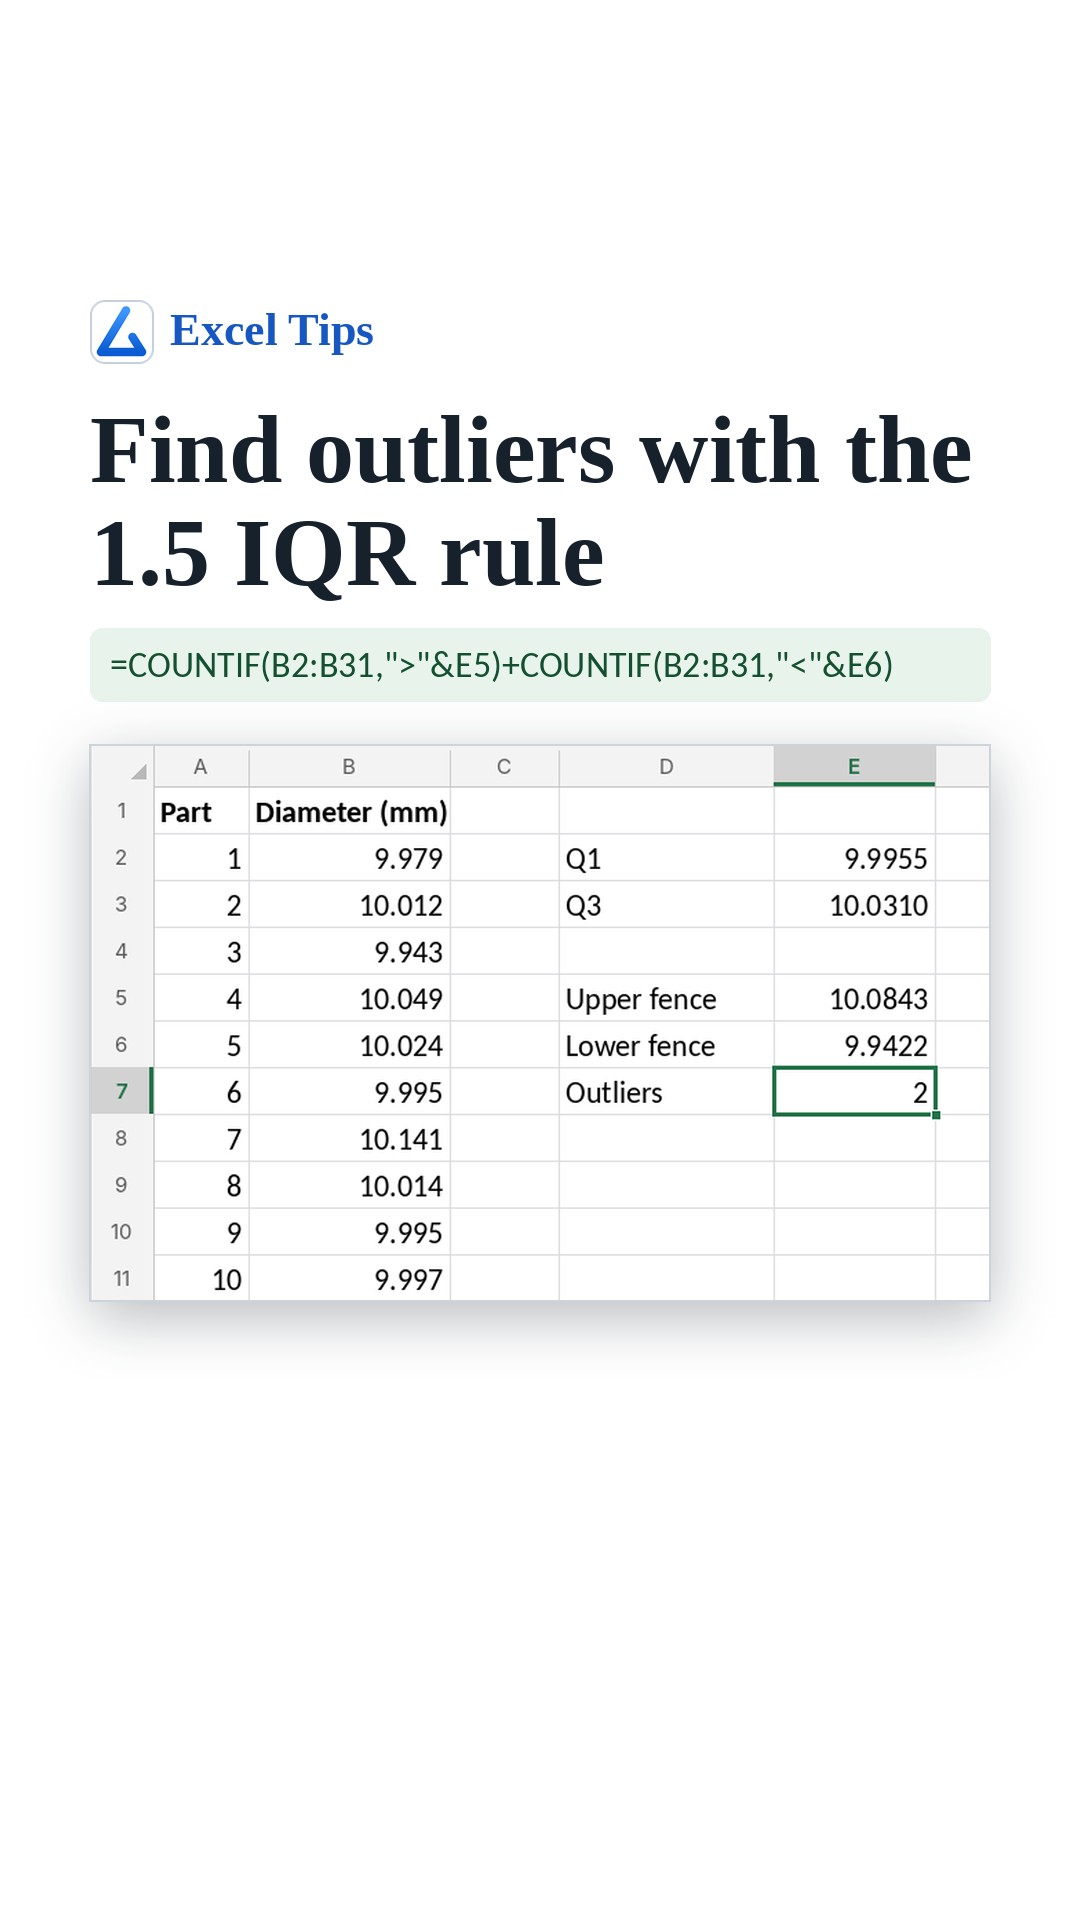 Excel Tips
Find outliers with the
1.5 IQR rule
=COUNTIF(B2:B31,">"&E5)+COUNTIF(B2:B31,"<"&E6)
A B C D E
1 Part Diameter (mm)
2 1 9.979 Q1 9.9955
3 2 10.012 Q3 10.0310
4 3 9.943
5 4 10.049 Upper fence 10.0843
6 5 10.024 Lower fence 9.9422
7 6 9.995 Outliers 2
8 7 10.141
9 8 10.014
10 9 9.995
11 10 9.997